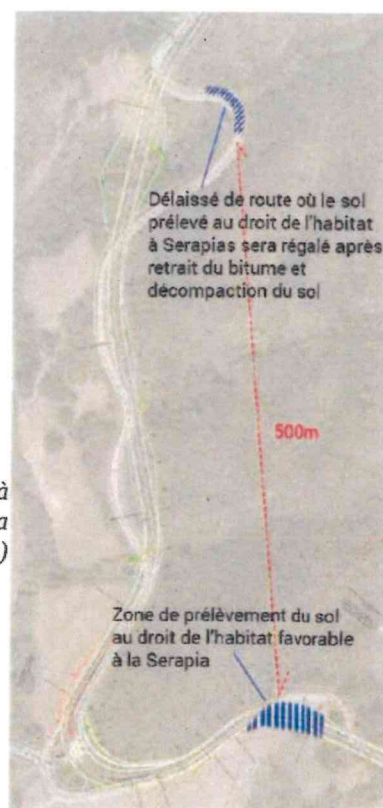 Délaissé de route où le sol
prélevé au droit de l'habitat
à Serapias sera régalé après
retrait du bitume et
décompaction du sol
500m
à
a
)
Zone de prélèvement du sol
au droit de l'habitat favorable
à la Serapia